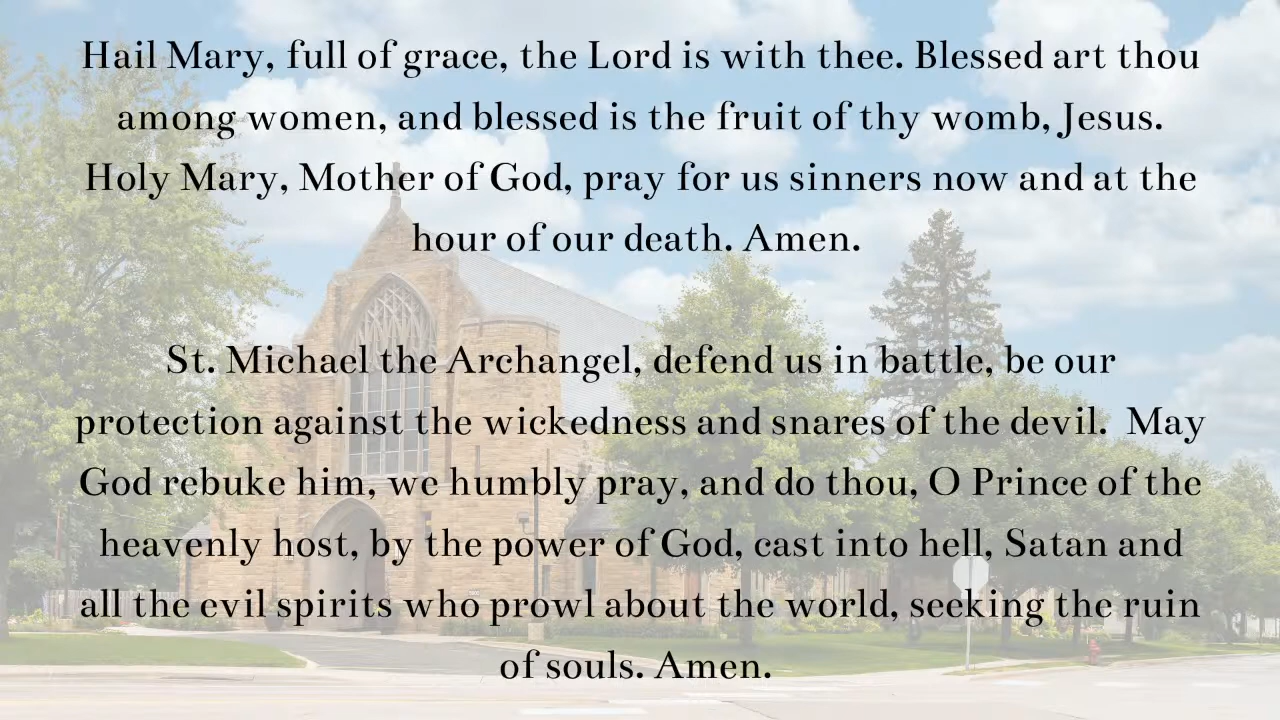 Hail Mary, full of grace, the Lord is with thee. Blessed art thou
among women, and blessed is the fruit of thy womb, Jesus.
Holy Mary, Mother of God, pray for us sinners now and at the
hour of our death. Amen.
St. Michael the Archangel, defend us in battle, be our
protection against the wickedness and snares of the devil.  May
God rebuke him, we humbly pray, and do thou, O Prince of the
heavenly host, by the power of God, cast into hell, Satan and
all the evil spirits who prowl about the world, seeking the ruin
of souls. Amen.